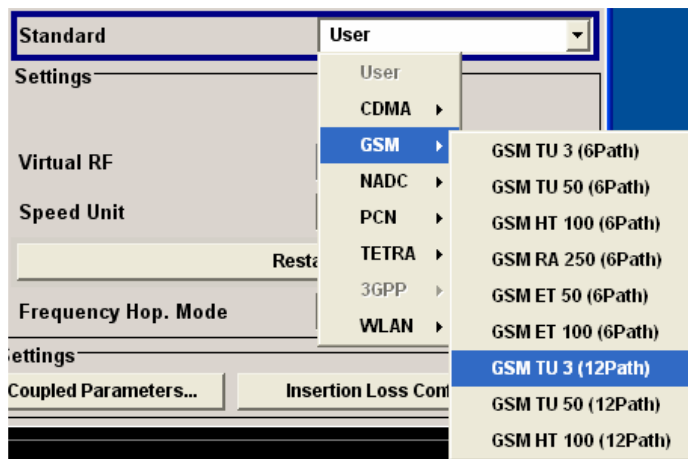 Standard
User
Settings
User
CDMA
GSM
GSM TU 3 (6Path)
Virtual RF
NADC
GSM TU 50 (6Path)
Speed Unit
PCN
GSM HT 100 (6Path)
TETRA
GSM RA 250 (6Path)
3GPP
GSM ET 50 (6Path)
Frequency Hop. Mode
WLAN
GSM ET 100 (6Path)
GSM TU 3 (12Path)
Coupled Parameters...
Insertion Loss
GSM TU 50 (12Path)
GSM HT 100 (12Path)